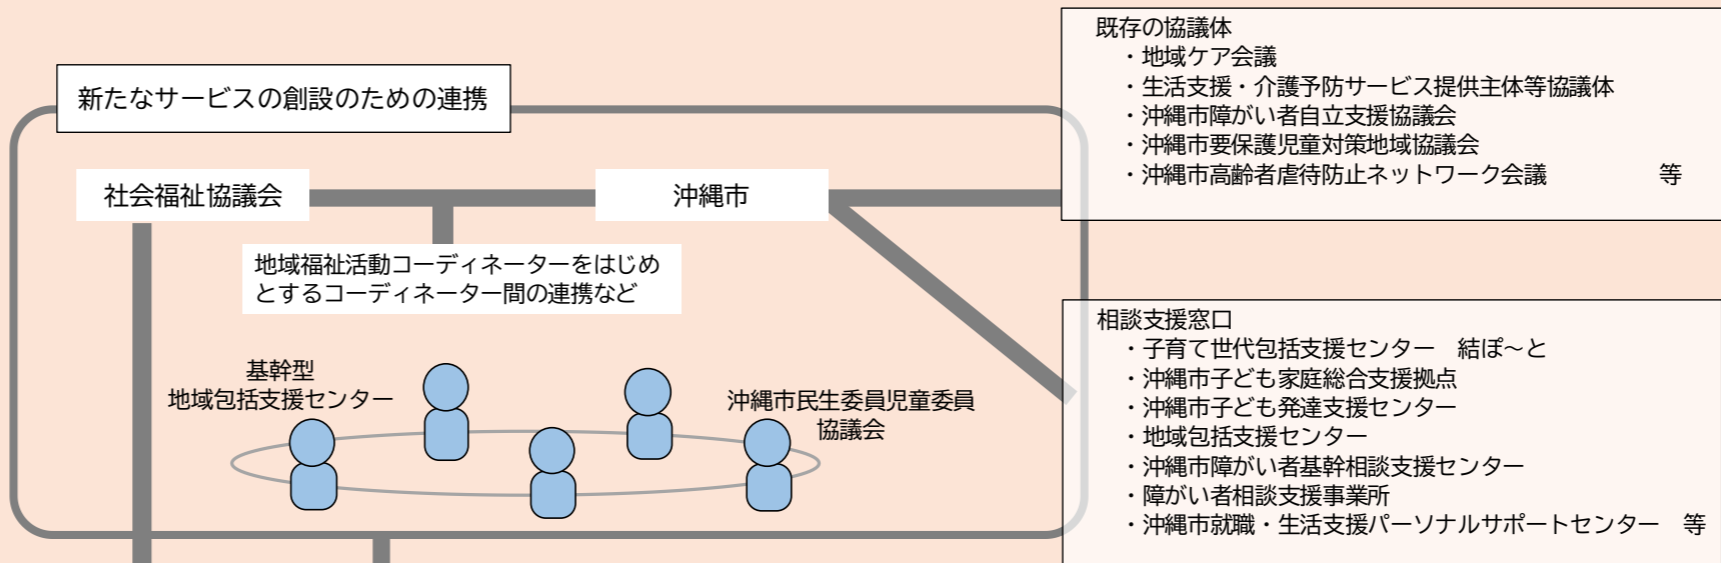 新たなサービスの創設のための連携
社会福祉協議会
沖縄市
地域福祉活動コーディネーターをはじめ
とするコーディネーター間の連携など
基幹型
地域包括支援センター
沖縄市民生委員児童委員
協議会
既存の協議体
・地域ケア会議
・生活支援・介護予防サービス提供主体等協議体
・沖縄市障がい者自立支援協議会
・沖縄市要保護児童対策地域協議会
・沖縄市高齢者虐待防止ネットワーク会議　等
相談支援窓口
・子育て世代包括支援センター　結ぽ～と
・沖縄市子ども家庭総合支援拠点
・沖縄市子ども発達支援センター
・地域包括支援センター
・沖縄市障がい者基幹相談支援センター
・障がい者相談支援事業所
・沖縄市就職・生活支援パーソナルサポートセンター　等